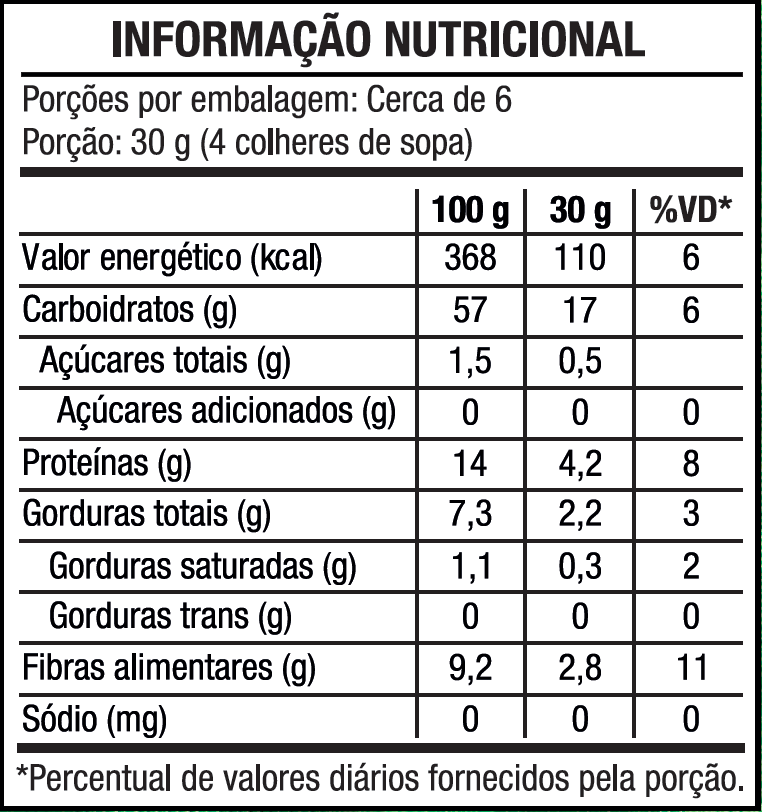 INFORMAÇÃO NUTRICIONAL
Porções por embalagem: Cerca de 6
Porção: 30 g (4 colheres de sopa)
100 g 30 g %VD*
Valor energético (kcal) 368 110 6
Carboidratos (g) 57 17 6
Açúcares totais (g) 1,5 0,5
Açúcares adicionados (g) 0 0 0
Proteínas (g) 14 4,2 8
Gorduras totais (g) 7,3 2,2 3
Gorduras saturadas (g) 1,1 0,3 2
Gorduras trans (g) 0 0 0
Fibras alimentares (g) 9,2 2,8 11
Sódio (mg) 0 0 0
*Percentual de valores diários fornecidos pela porção.